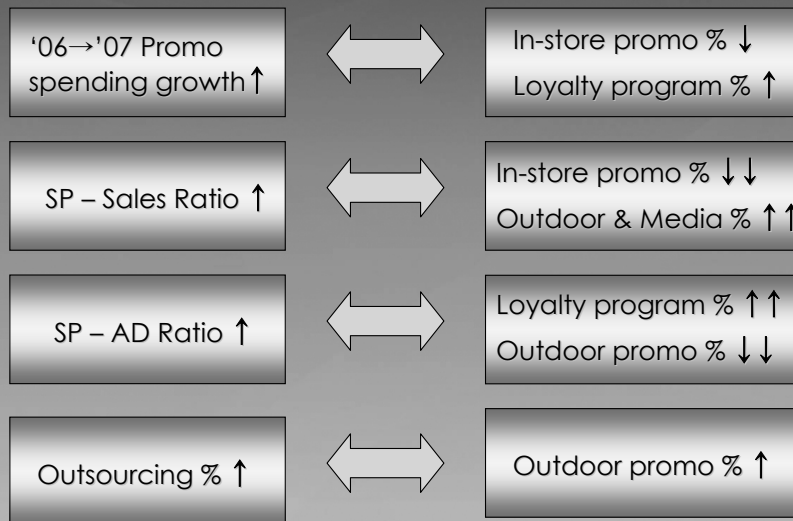 ‘06→’07 Promo
spending growth ↑
In-store promo % ↓
Loyalty program % ↑
SP – Sales Ratio ↑
In-store promo % ↓ ↓
Outdoor & Media % ↑ ↑
SP – AD Ratio ↑
Loyalty program % ↑ ↑
Outdoor promo % ↓ ↓
Outsourcing % ↑
Outdoor promo % ↑